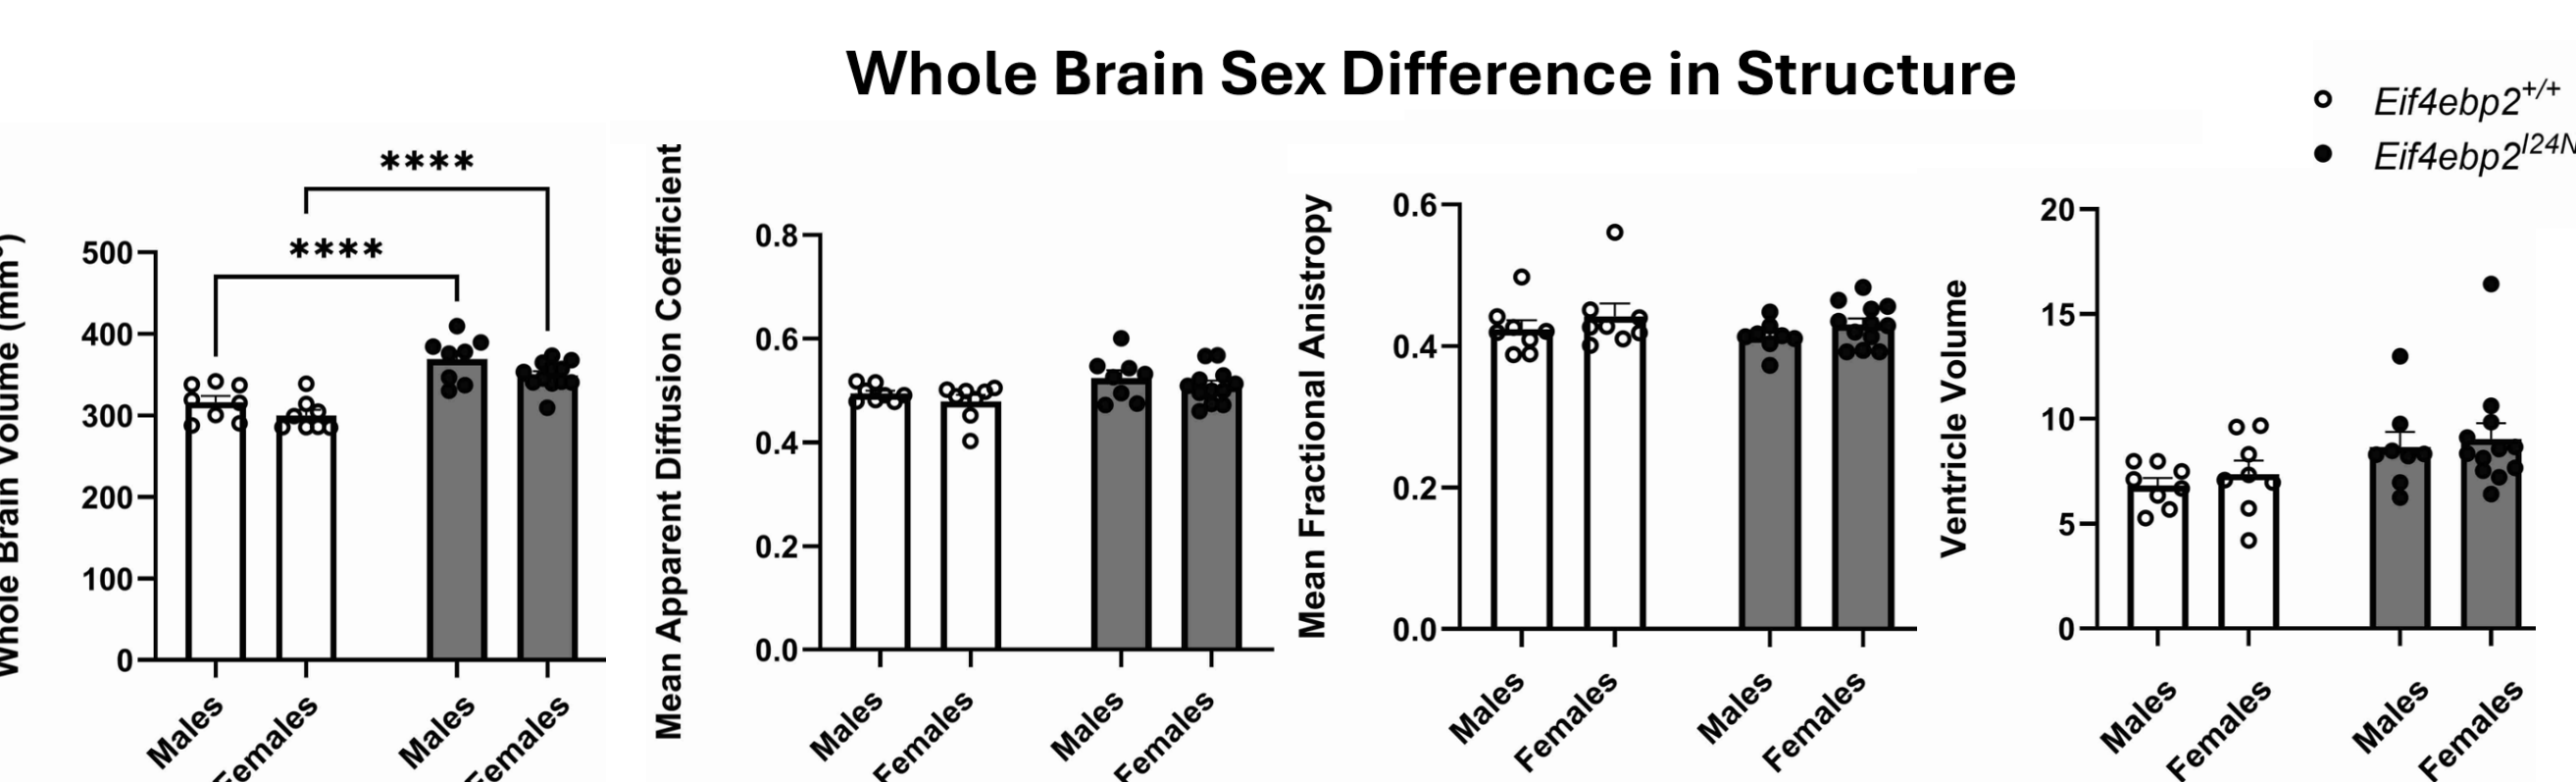 Whole Brain Sex Difference in Structure
Eif4ebp2+/+
Eif4ebp2I24N
****
****
Whole Brain Volume (mm3)
500
400
300
200
100
0
Males
Females
Males
Females
Mean Apparent Diffusion Coefficient
0.8
0.6
0.4
0.2
0.0
Males
Females
Males
Females
Mean Fractional Anistropy
0.6
0.4
0.2
0.0
Males
Females
Males
Females
Ventricle Volume
20
15
10
5
0
Males
Females
Males
Females